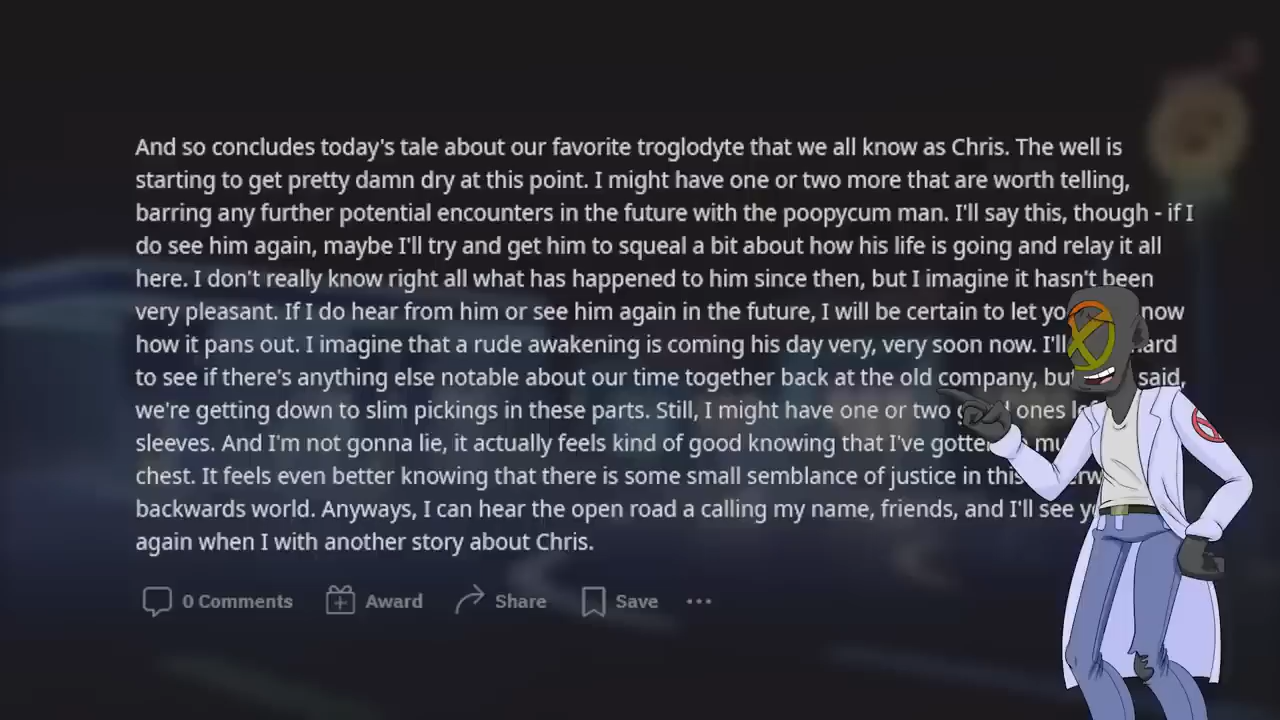 And so concludes today's tale about our favorite troglodyte that we all know as Chris. The well is
starting to get pretty damn dry at this point. I might have one or two more that are worth telling,
barring any further potential encounters in the future with the poopycum man. I'll say this, though - if I
do see him again, maybe I'll try and get him to squeal a bit about how his life is going and relay it all
here. I don't really know right all what has happened to him since then, but I imagine it hasn't been
very pleasant. If I do hear from him or see him again in the future, I will be certain to let
how it pans out. I imagine that a rude awakening is coming his day very, very soon now. I'll
to see if there's anything else notable about our time together back at the old company, said,
we're getting down to slim pickings in these parts. Still, I might have one or two ones
sleeves. And I'm not gonna lie, it actually feels kind of good knowing that I've
chest. It feels even better knowing that there is some small semblance of justice in this
backwards world. Anyways, I can hear the open road a calling my name, friends, and I'll see
again when I with another story about Chris.
0 Comments Award Share Save